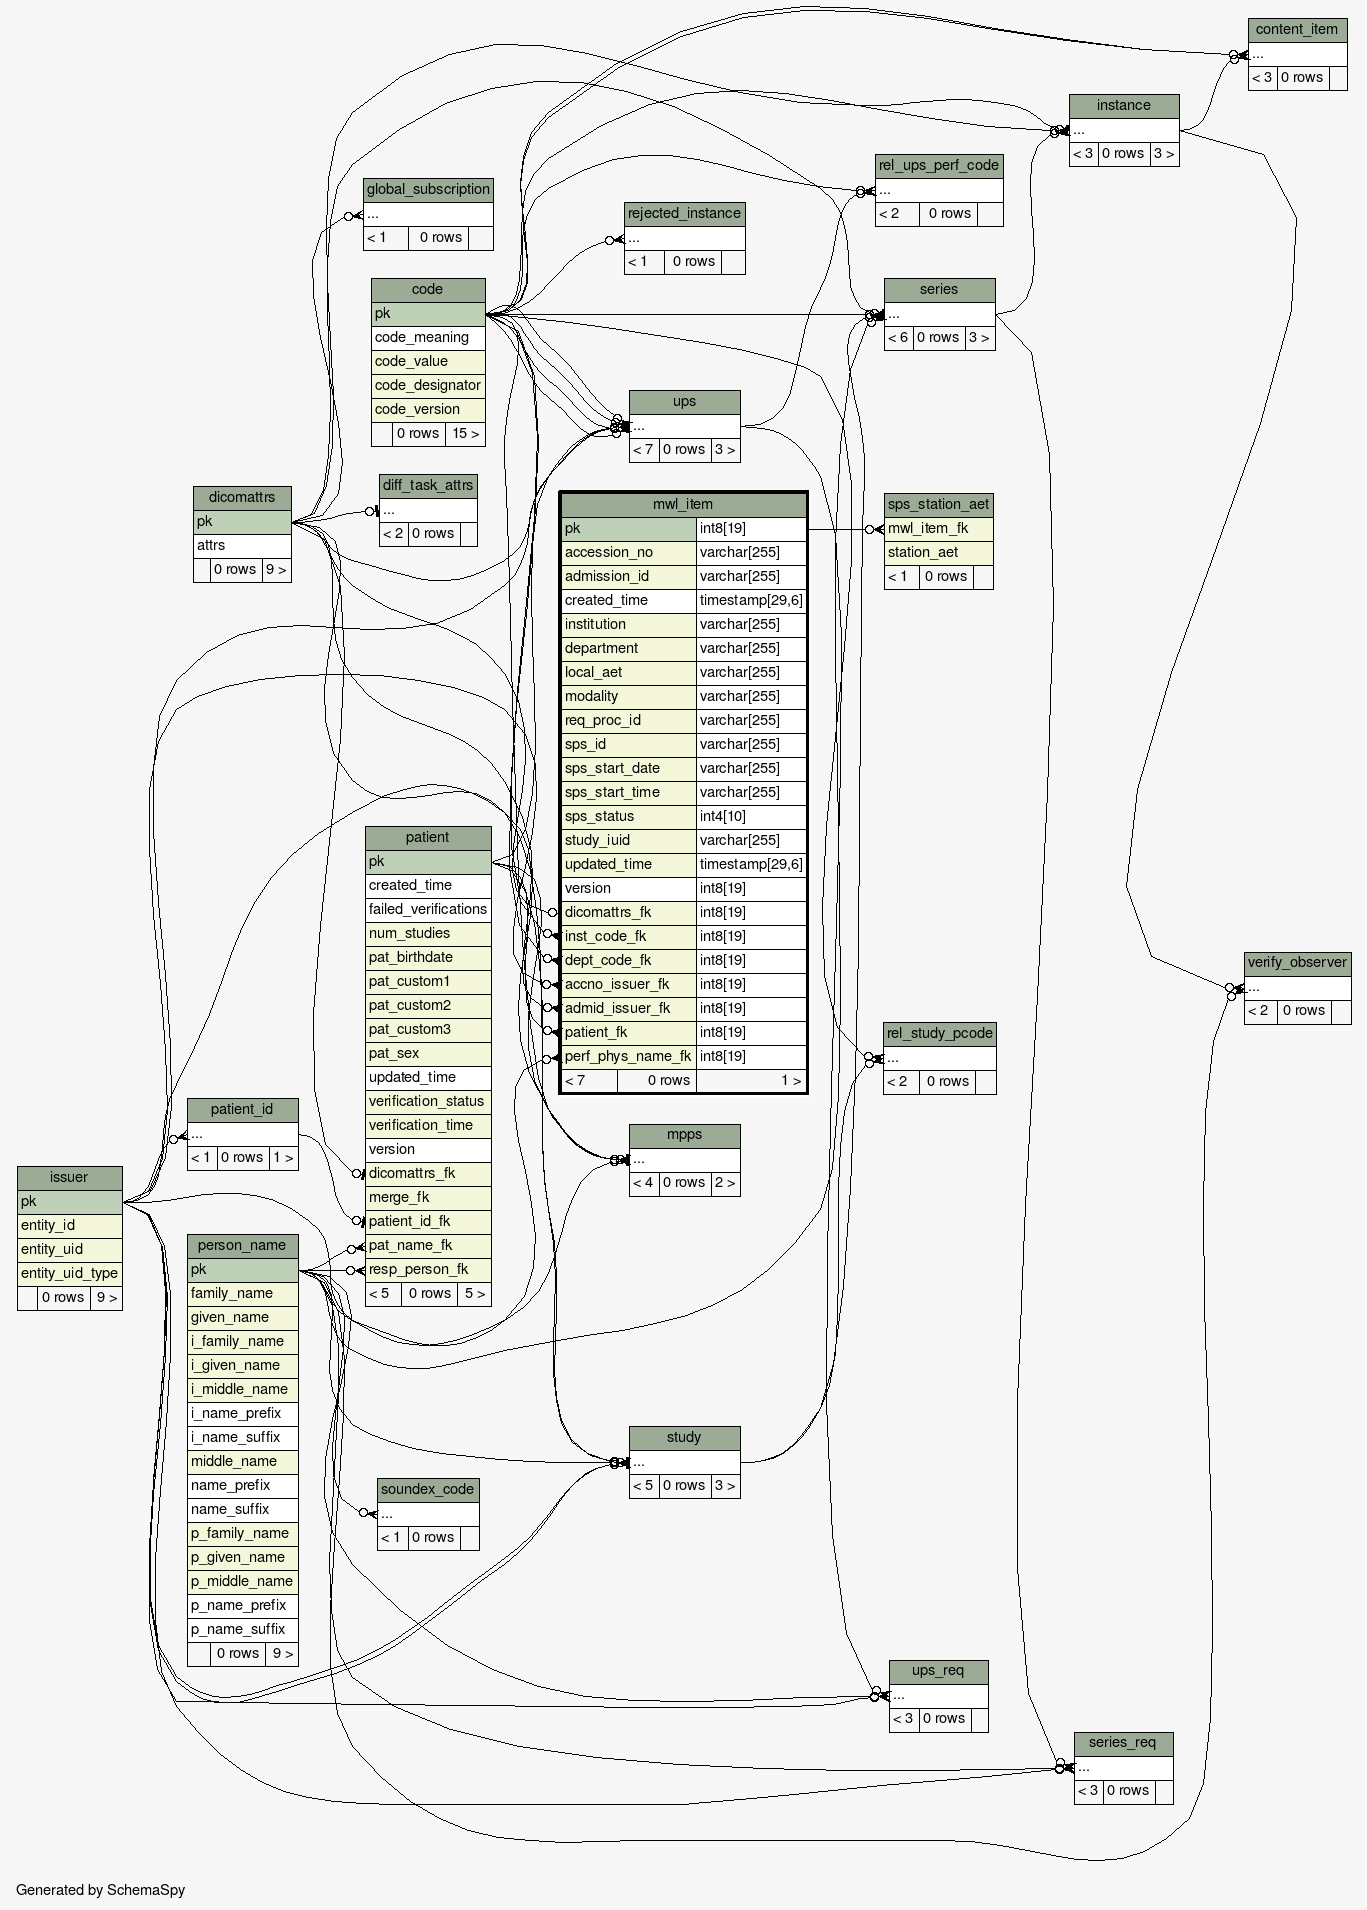 content_item
...
< 3 0 rows
instance
...
< 3 0 rows 3 >
rel_ups_perf_code
...
< 2 0 rows
global_subscription
...
< 1 0 rows
rejected_instance
...
< 1 0 rows
code
pk
code_meaning
code_value
code_designator
code_version
0 rows 15 >
series
...
< 6 0 rows 3 >
ups
...
< 7 0 rows 3 >
diff_task_attrs
...
< 2 0 rows
dicomattrs
pk
attrs
0 rows 9 >
mwl_item
pk int8[19]
accession_no varchar[255]
admission_id varchar[255]
created_time timestamp[29,6]
institution varchar[255]
department varchar[255]
local_aet varchar[255]
modality varchar[255]
req_proc_id varchar[255]
sps_id varchar[255]
sps_start_date varchar[255]
sps_start_time varchar[255]
sps_status int4[10]
study_iuid varchar[255]
updated_time timestamp[29,6]
version int8[19]
dicomattrs_fk int8[19]
inst_code_fk int8[19]
dept_code_fk int8[19]
accno_issuer_fk int8[19]
admid_issuer_fk int8[19]
patient_fk int8[19]
perf_phys_name_fk int8[19]
< 7 0 rows 1 >
sps_station_aet
mwl_item_fk
station_aet
< 1 0 rows
patient
pk
created_time
failed_verifications
num_studies
pat_birthdate
pat_custom1
pat_custom2
pat_custom3
pat_sex
updated_time
verification_status
verification_time
version
dicomattrs_fk
merge_fk
patient_id_fk
pat_name_fk
resp_person_fk
< 5 0 rows 5 >
verify_observer
...
< 2 0 rows
rel_study_pcode
...
< 2 0 rows
patient_id
...
< 1 0 rows 1 >
mpps
...
< 4 0 rows 2 >
issuer
pk
entity_id
entity_uid
entity_uid_type
0 rows 9 >
person_name
pk
family_name
given_name
i_family_name
i_given_name
i_middle_name
i_name_prefix
i_name_suffix
middle_name
name_prefix
name_suffix
p_family_name
p_given_name
p_middle_name
p_name_prefix
p_name_suffix
0 rows 9 >
study
...
< 5 0 rows 3 >
soundex_code
...
< 1 0 rows
ups_req
...
< 3 0 rows
series_req
...
< 3 0 rows
Generated by SchemaSpy